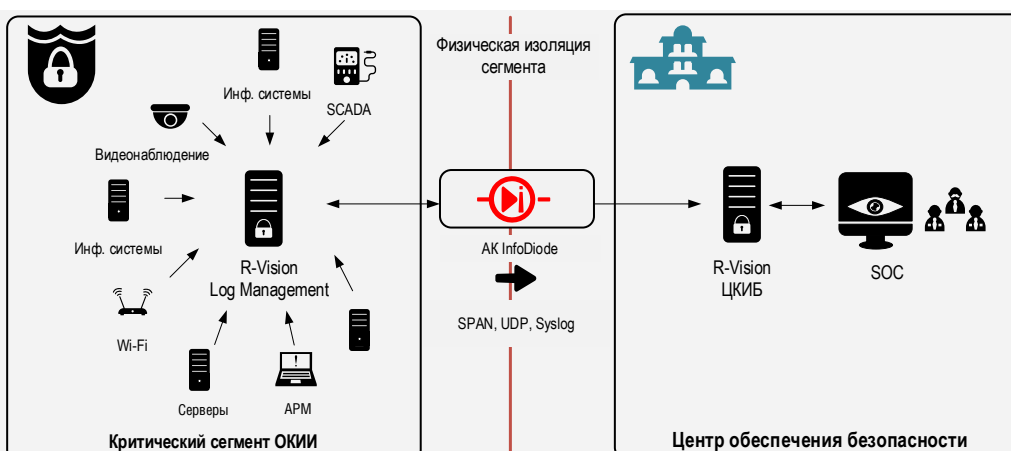 Физическая изоляция
сегмента
Инф. системы
SCADA
Видеонаблюдение
Инф. системы
R-Vision
Log Management
Wi-Fi
Серверы
АРМ
Критический сегмент ОКИИ
АК InfoDiode
SPAN, UDP, Syslog
R-Vision
ЦКИБ
SOC
Центр обеспечения безопасности